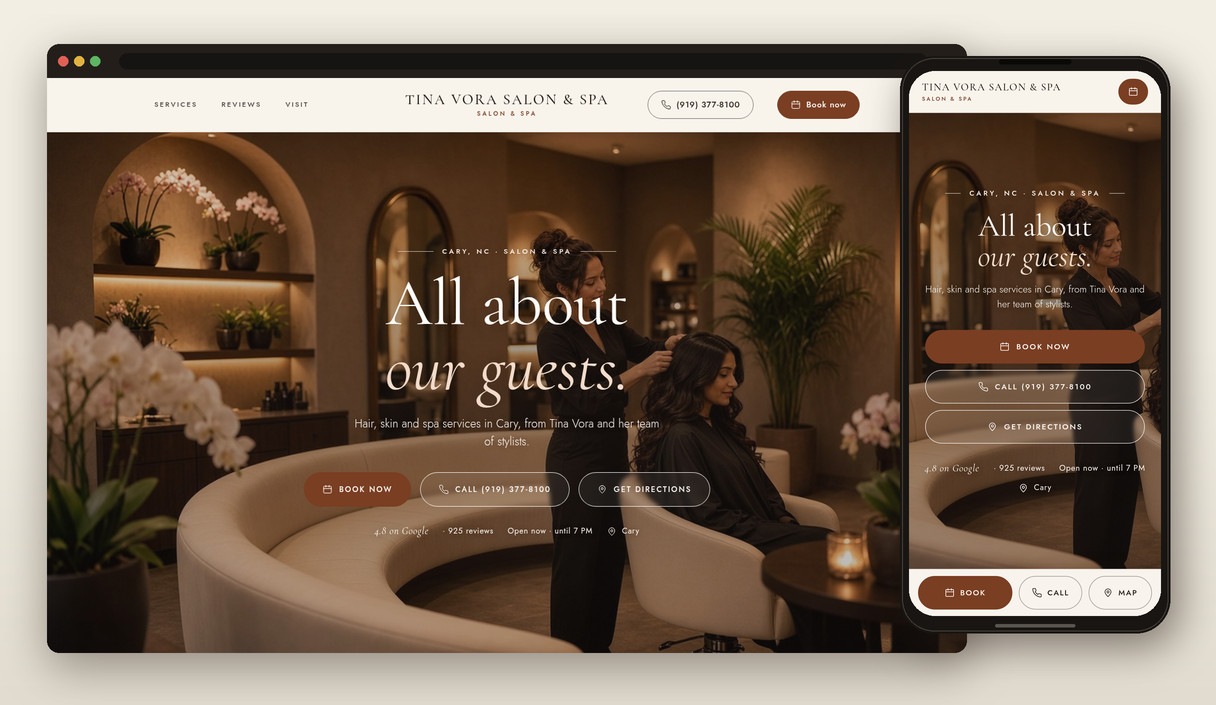 SERVICES REVIEWS VISIT
TINA VORA SALON & SPA
SALON & SPA
(919) 377-8100
Book now
CARY, NC · SALON & SPA
All about
our guests.
Hair, skin and spa services in Cary, from Tina Vora and her team
of stylists.
BOOK NOW
CALL (919) 377-8100
GET DIRECTIONS
4.8 on Google · 925 reviews Open now · until 7 PM Cary
TINA VORA SALON & SPA
SALON & SPA
CARY, NC · SALON & SPA
All about
our guests.
Hair, skin and spa services in Cary, from Tina Vora and
her team of stylists.
BOOK NOW
CALL (919) 377-8100
GET DIRECTIONS
4.8 on Google · 925 reviews Open now · until 7 PM
Cary
BOOK
CALL
MAP